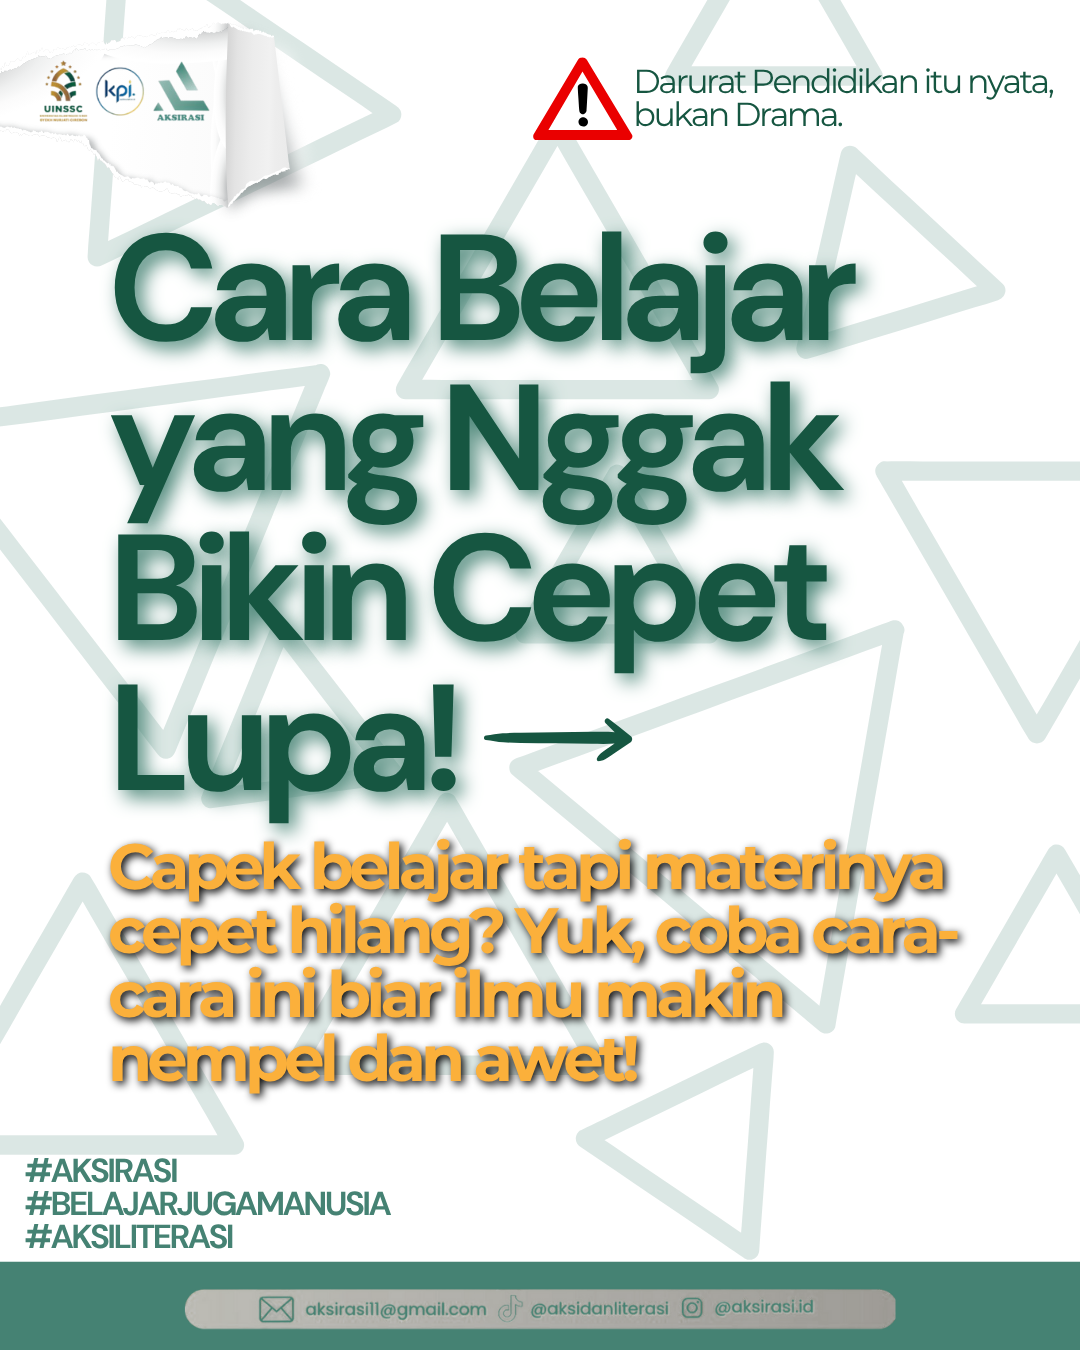 UINSSC
kpi.
AKSIRASI
Darurat Pendidikan itu nyata,
bukan Drama.
Cara Belajar
yang Nggak
Bikin Cepet
Lupa!
Capek belajar tapi materinya
cepet hilang? Yuk, coba cara-
cara ini biar ilmu makin
nempel dan awet!
#AKSIRASI
#BELAJARJUGAMANUSIA
#AKSILITERASI
aksirasi11@gmail.com @aksidanliterasi @aksirasi.id